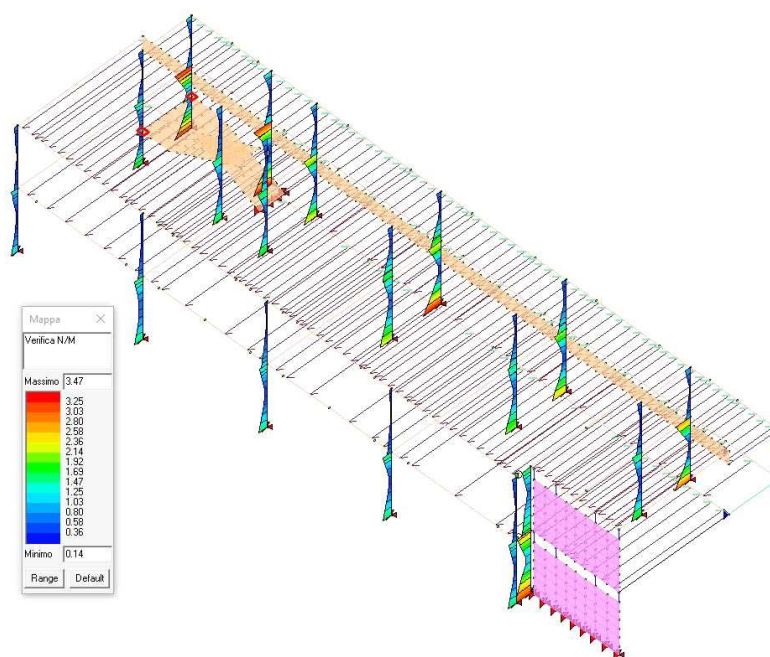 Mappa
Verifica N/M
Massimo 3.47
3.25
3.03
2.80
2.58
2.36
2.14
1.92
1.69
1.47
1.25
1.03
0.80
0.58
0.36
Minimo 0.14
Range Default